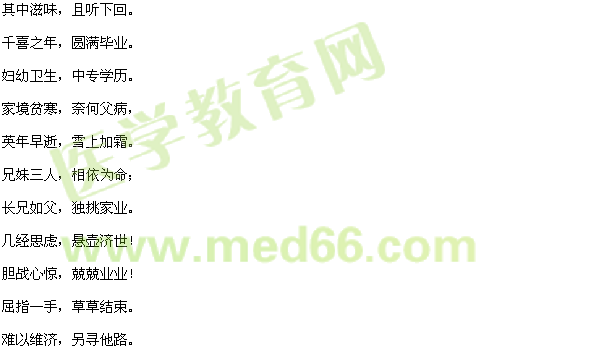 其中滋味，且听下回。
千喜之年，圆满毕业。
妇幼卫生，中专学历。
家境贫寒，奈何父病，
英年早逝，雪上加霜。
兄妹三人，相依为命；
长兄如父，独挑家业。
几经思虑，悬壶济世！
胆战心惊，兢兢业业！
屈指一手，草草结束。
难以维济，另寻他路。
医学教育网
www.med66.com